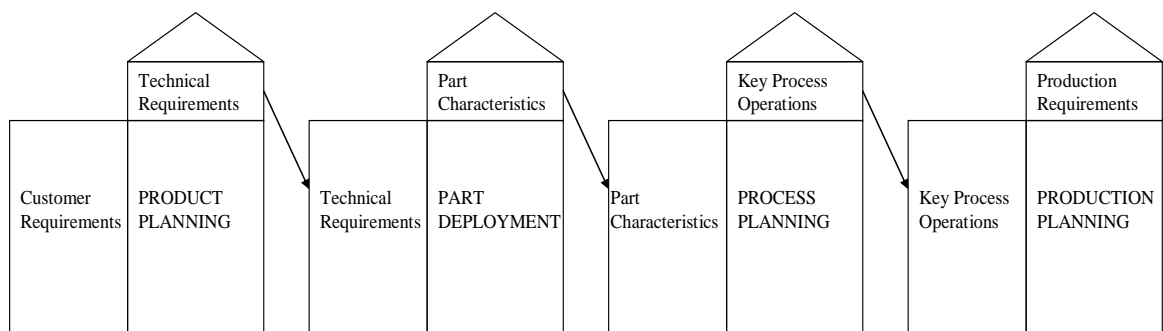 Technical
Requirements
Part
Characteristics
Key Process
Operations
Production
Requirements
Customer
Requirements
PRODUCT
PLANNING
Technical
Requirements
PART
DEPLOYMENT
Part
Characteristics
PROCESS
PLANNING
Key Process
Operations
PRODUCTION
PLANNING